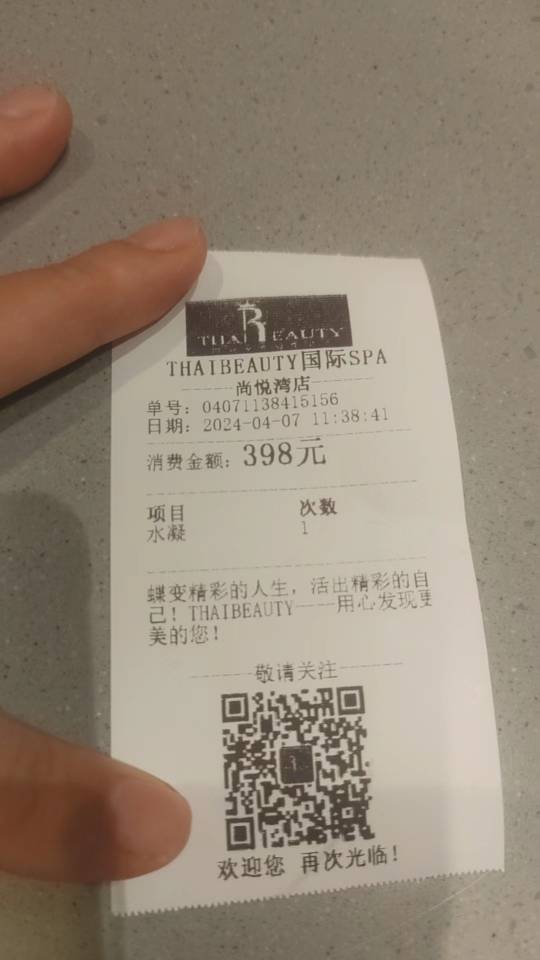 THAIBEAUTY
THAIBEAUTY国际SPA
尚悦湾店
单号: 04071138415156
日期: 2024-04-07 11:38:41
消费金额: 398元
项目 次数
水凝 1
蝶变精彩的人生，活出精彩的自
己! THAIBEAUTY——用心发现更
美的您!
敬请关注
欢迎您 再次光临!